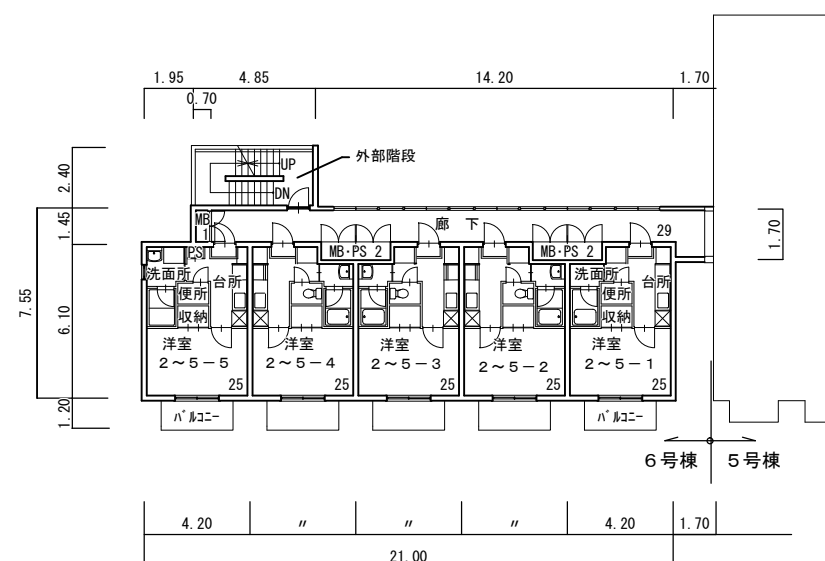 1.95
4.85
14.20
1.70
0.70
外部階段
UP
DN
2.40
1.45
7.55
6.10
1.20
1.70
MB
1
廊　下
29
PS
MB・PS 2
MB・PS 2
洗面所
台所
便所
収納
洗面所
台所
便所
収納
洋室
2～5－5
25
洋室
2～5－4
25
洋室
2～5－3
25
洋室
2～5－2
25
洋室
2～5－1
25
バルコニー
バルコニー
6号棟
5号棟
4.20
〃
〃
〃
4.20
1.70
21.00